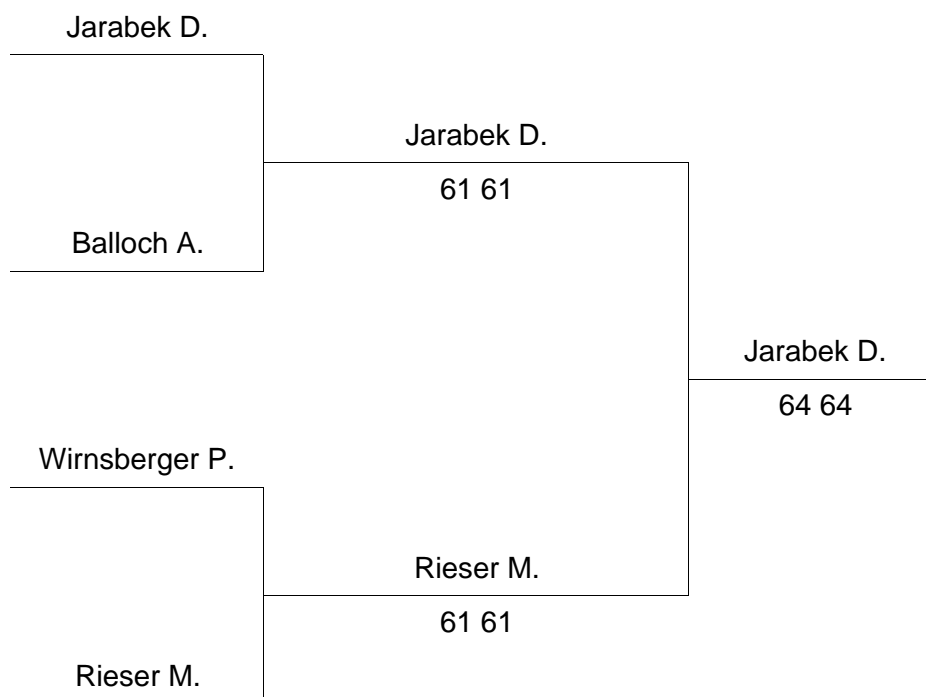 Jarabek D.
Jarabek D.
61 61
Balloch A.
Jarabek D.
64 64
Wirnsberger P.
Rieser M.
61 61
Rieser M.